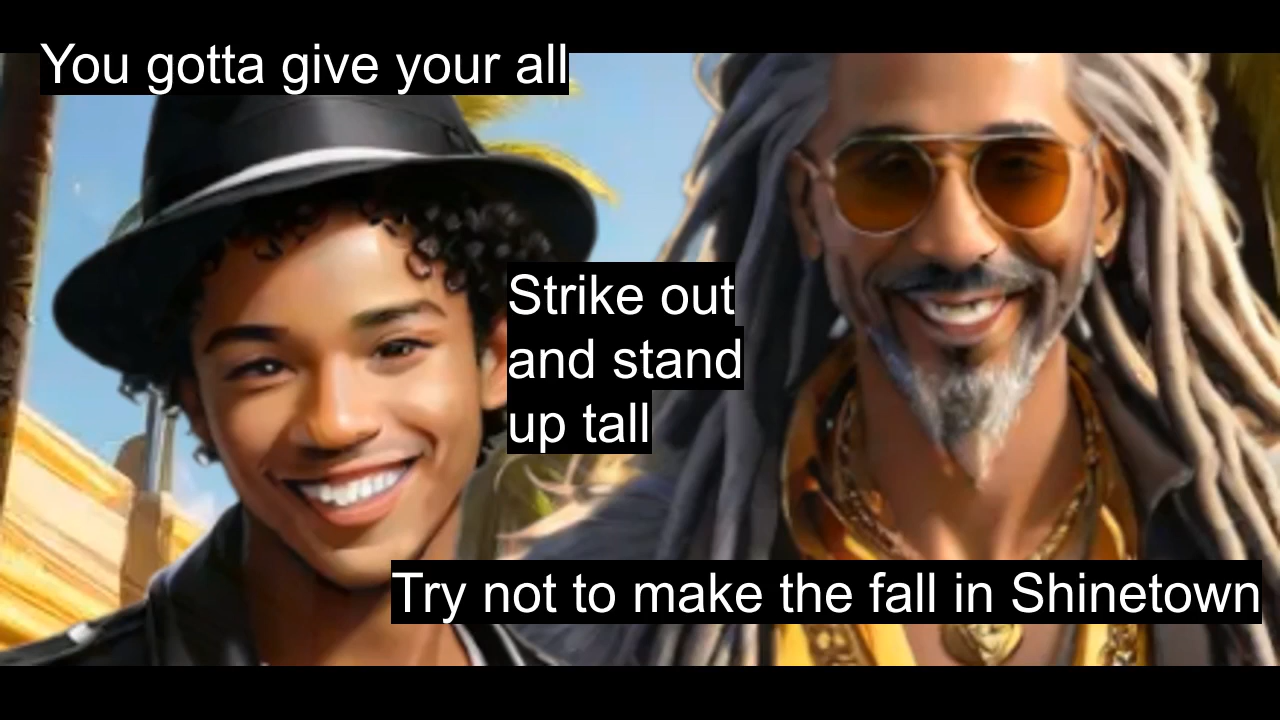 You gotta give your all
Strike out
and stand
up tall
Try not to make the fall in Shinetown